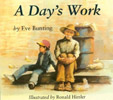 A Day's Work
by Eve Bunting
Illustrated by Ronald Himler